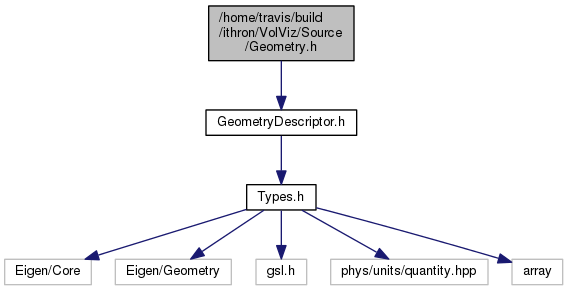 /home/travis/build
/ithron/VolViz/Source
/Geometry.h
GeometryDescriptor.h
Types.h
Eigen/Core
Eigen/Geometry
gsl.h
phys/units/quantity.hpp
array